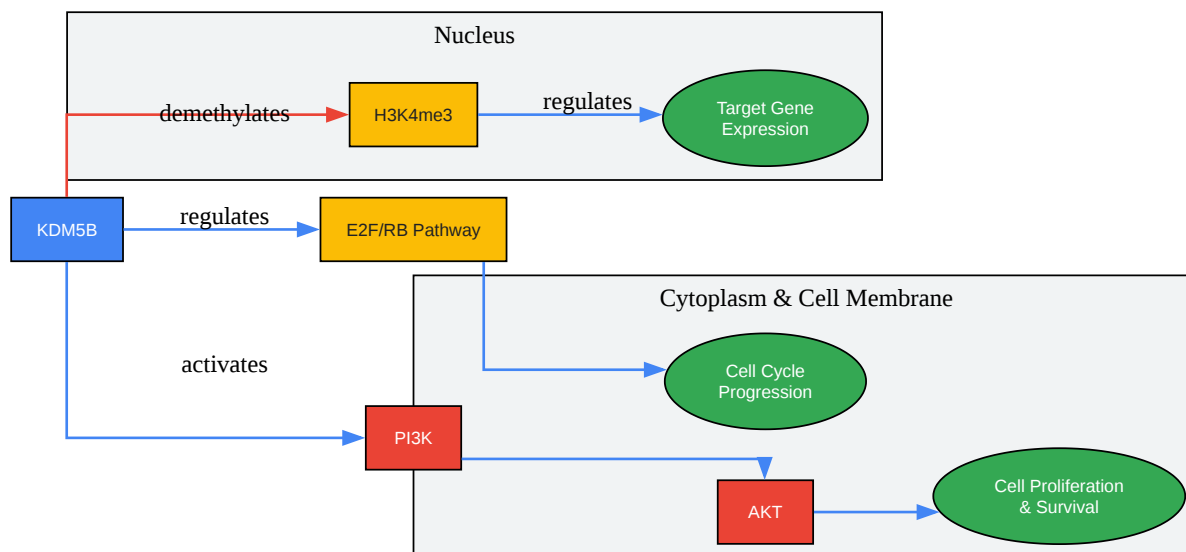 Nucleus
demethylates
H3K4me3
regulates
Target Gene
Expression
KDM5B
regulates
E2F/RB Pathway
Cytoplasm & Cell Membrane
activates
Cell Cycle
Progression
PI3K
AKT
Cell Proliferation
& Survival